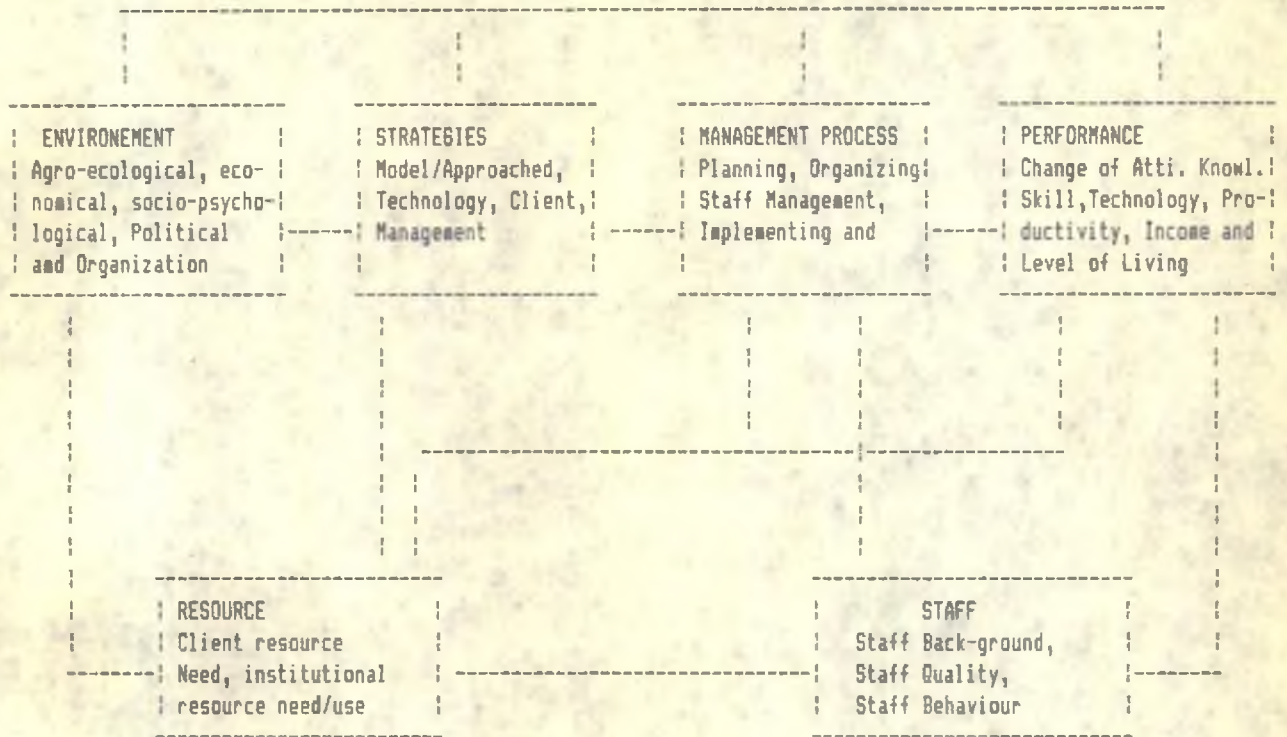 ENVIRONEMENT
Agro-ecological, eco-
nomical, socio-psycho-
logical, Political
amd Organization
STRATEGIES
Model/Approached,
Technology, Client,
Management
MANAGEMENT PROCESS
Planning, Organizing
Staff Management,
Implementing and
PERFORMANCE
Change of Atti. Knowl.
Skill,Technology, Pro-
ductivity, Income and
Level of Living
RESOURCE
Client resource
Need, institutional
resource need/use
STAFF
Staff Back-ground,
Staff Quality,
Staff Behaviour